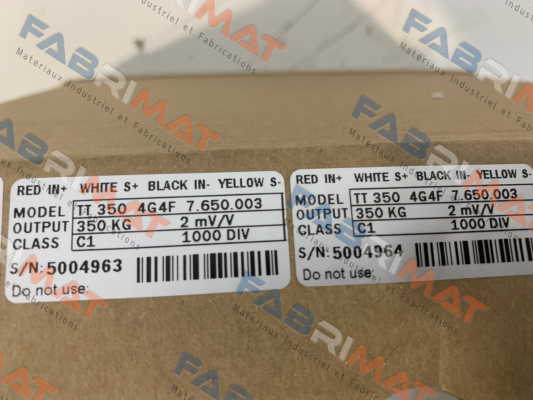 RED IN+ WHITE S+ BLACK IN- YELLOW S-
MODEL TT 350 4G4F 7.650.003
OUTPUT 350 KG 2 mV/V
CLASS C1 1000 DIV
S/N: 5004963
Do not use:
RED IN+ WHITE S+ BLACK IN- YELLOW S-
MODEL TT 350 4G4F 7.650.003
OUTPUT 350 KG 2 mV/V
CLASS C1 1000 DIV
S/N: 5004964
Do not use:
FABRIMAT
Materiaux Industriel et Fabrications